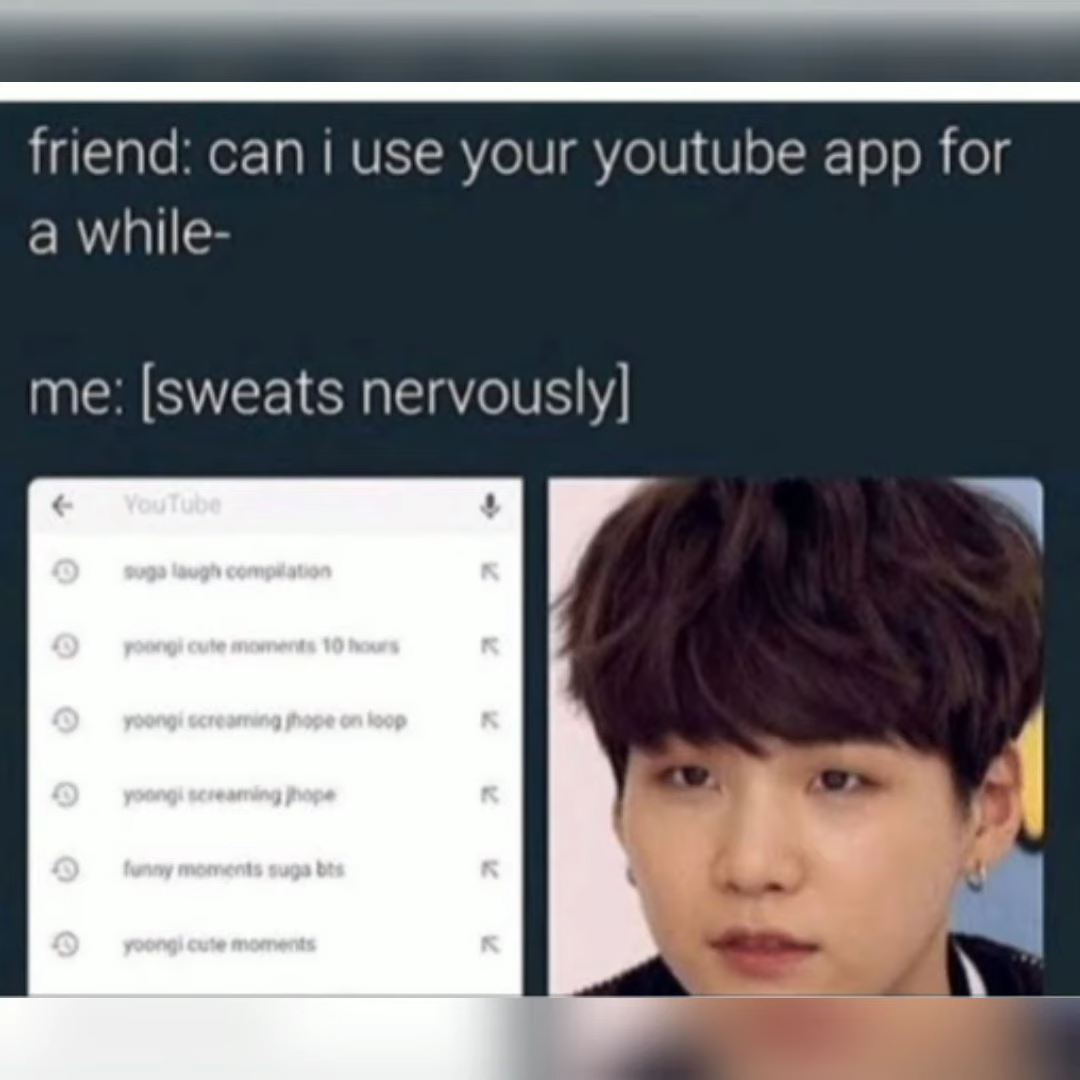 friend: can i use your youtube app for
a while-
me: [sweats nervously]
YouTube
suga laugh compilation
yoongi cute moments 10 hours
yoongi screaming jhope on loop
yoongi screaming jhope
funny moments suga bts
yoongi cute moments